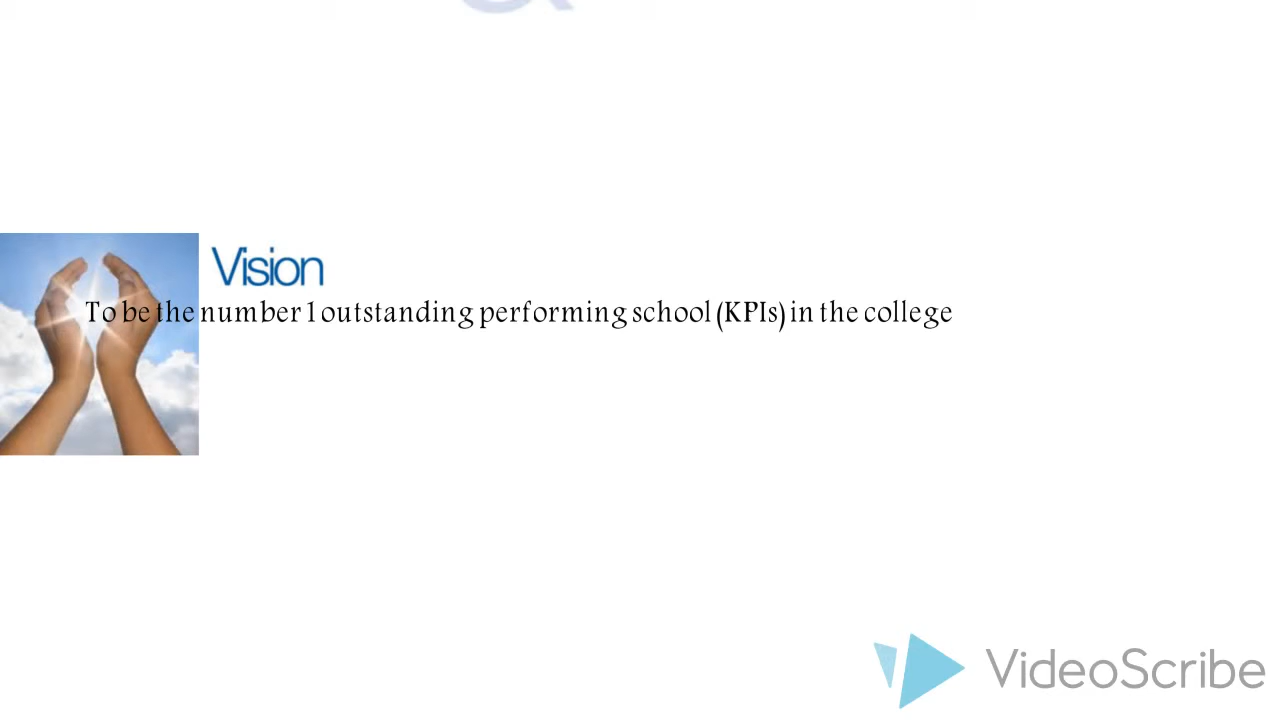 Vision
To be the number 1 outstanding performing school (KPIs) in the college
VideoScribe